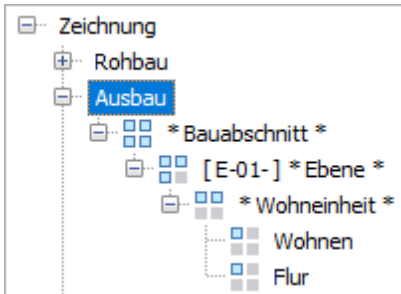 Zeichnung
Rohbau
Ausbau
* Bauabschnitt *
[ E-01- ] * Ebene *
* Wohneinheit *
Wohnen
Flur